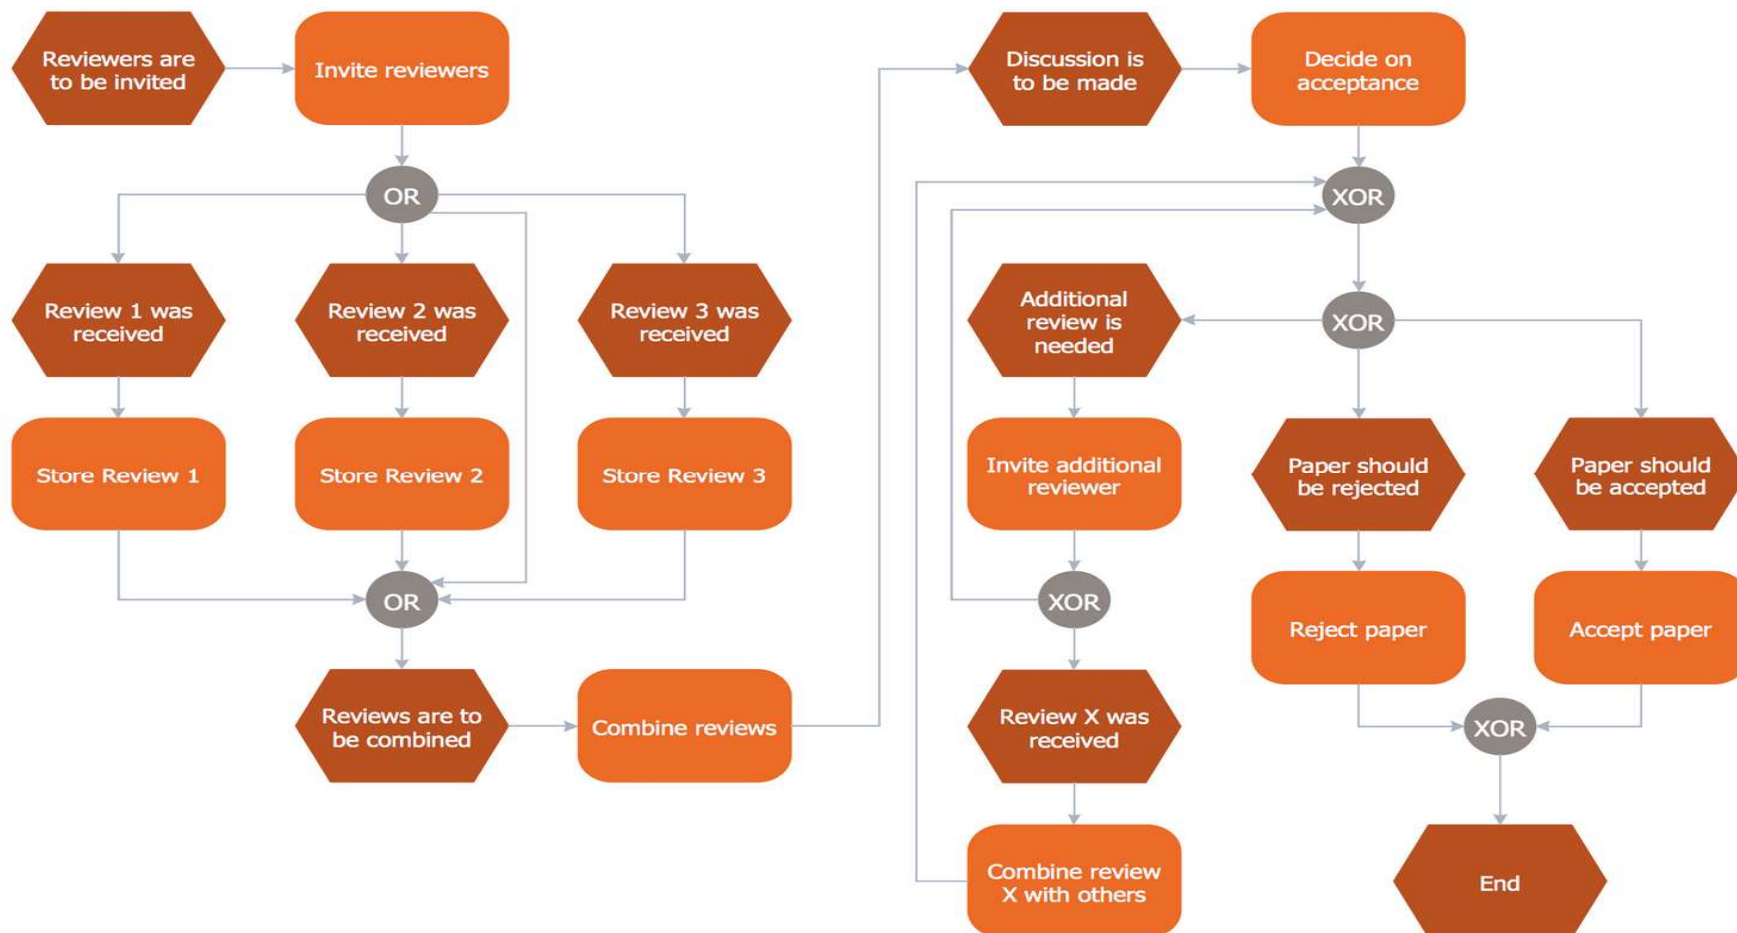 Reviewers are
to be invited
Invite reviewers
OR
Review 1 was
received
Review 2 was
received
Review 3 was
received
Store Review 1
Store Review 2
Store Review 3
OR
Reviews are to
be combined
Combine reviews
Discussion is
to be made
Decide on
acceptance
XOR
XOR
Additional
review is
needed
Invite additional
reviewer
XOR
Review X was
received
Combine review
X with others
Paper should
be rejected
Paper should
be accepted
Reject paper
Accept paper
XOR
End